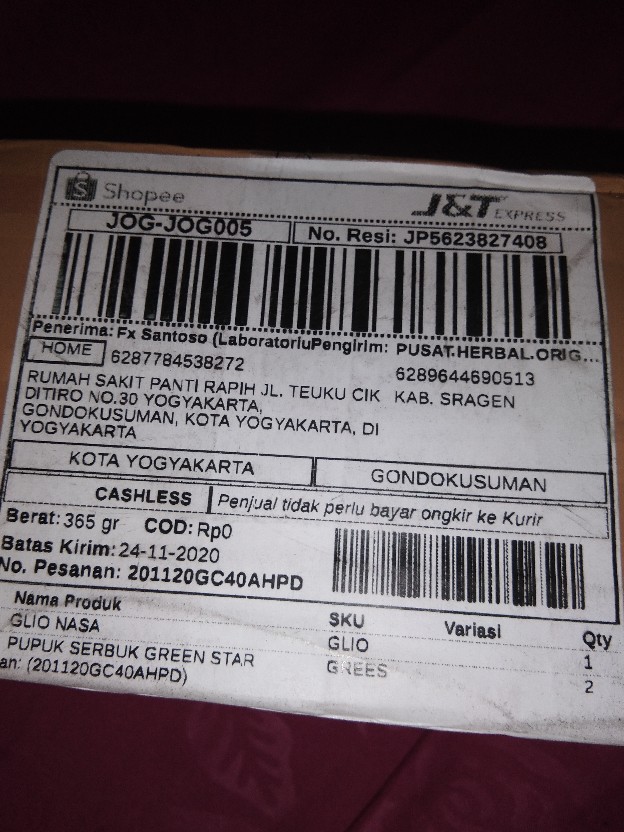 Shopee
J&T EXPRESS
JOG-JOG005
No. Resi: JP5623827408
Penerima: Fx Santoso (LaboratoriuPengirim: PUSAT.HERBAL.ORIG...
HOME 6287784538272
6289644690513
RUMAH SAKIT PANTI RAPIH JL. TEUKU CIK KAB. SRAGEN
DITIRO NO.30 YOGYAKARTA,
GONDOKUSUMAN, KOTA YOGYAKARTA, DI
YOGYAKARTA
KOTA YOGYAKARTA GONDOKUSUMAN
CASHLESS Penjual tidak perlu bayar ongkir ke Kurir
Berat: 365 gr COD: Rp0
Batas Kirim: 24-11-2020
No. Pesanan: 201120GC40AHPD
Nama Produk SKU Variasi Qty
GLIO NASA GLIO 1
PUPUK SERBUK GREEN STAR GREES 2
an: (201120GC40AHPD)